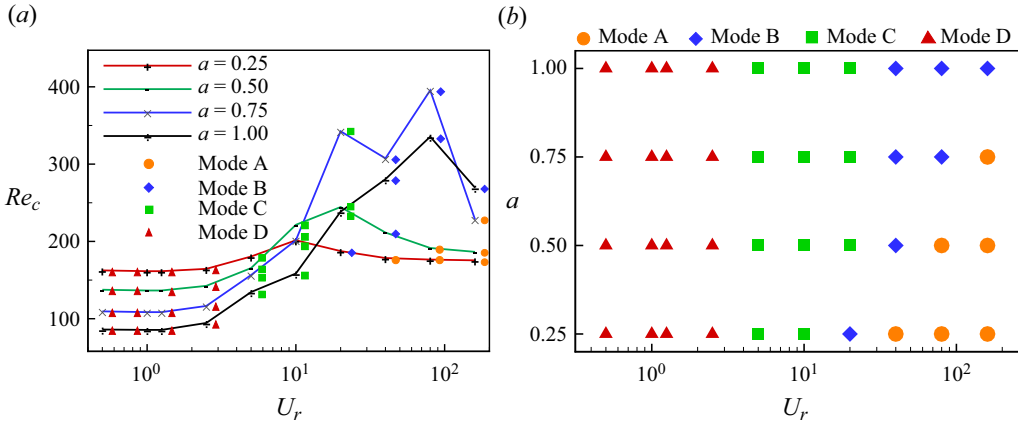 (a)
a = 0.25
a = 0.50
a = 0.75
a = 1.00
Mode A
Mode B
Mode C
Mode D
400
300
200
100
Re_c
10^0
10^1
10^2
U_r
(b)
Mode A Mode B Mode C Mode D
1.00
0.75
0.50
0.25
a
10^0
10^1
10^2
U_r